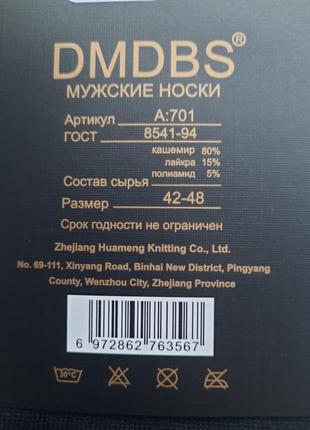 DMDBS®
МУЖСКИЕ НОСКИ
Артикул А:701
ГОСТ 8541-94
кашемир 80%
лайкра 15%
Состав сырья полиамид 5%
Размер 42-48
Срок годности не ограничен
Zhejiang Huameng Knitting Co., Ltd.
No. 69-111, Xinyang Road, Binhai New District, Pingyang
County, Wenzhou City, Zhejiang Province
6 972862 763567
30°C